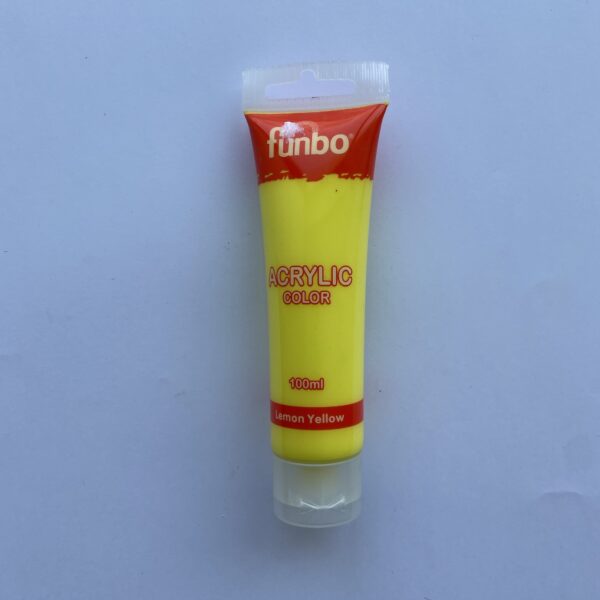 funbo®
ACRYLIC
COLOR
100ml
Lemon Yellow